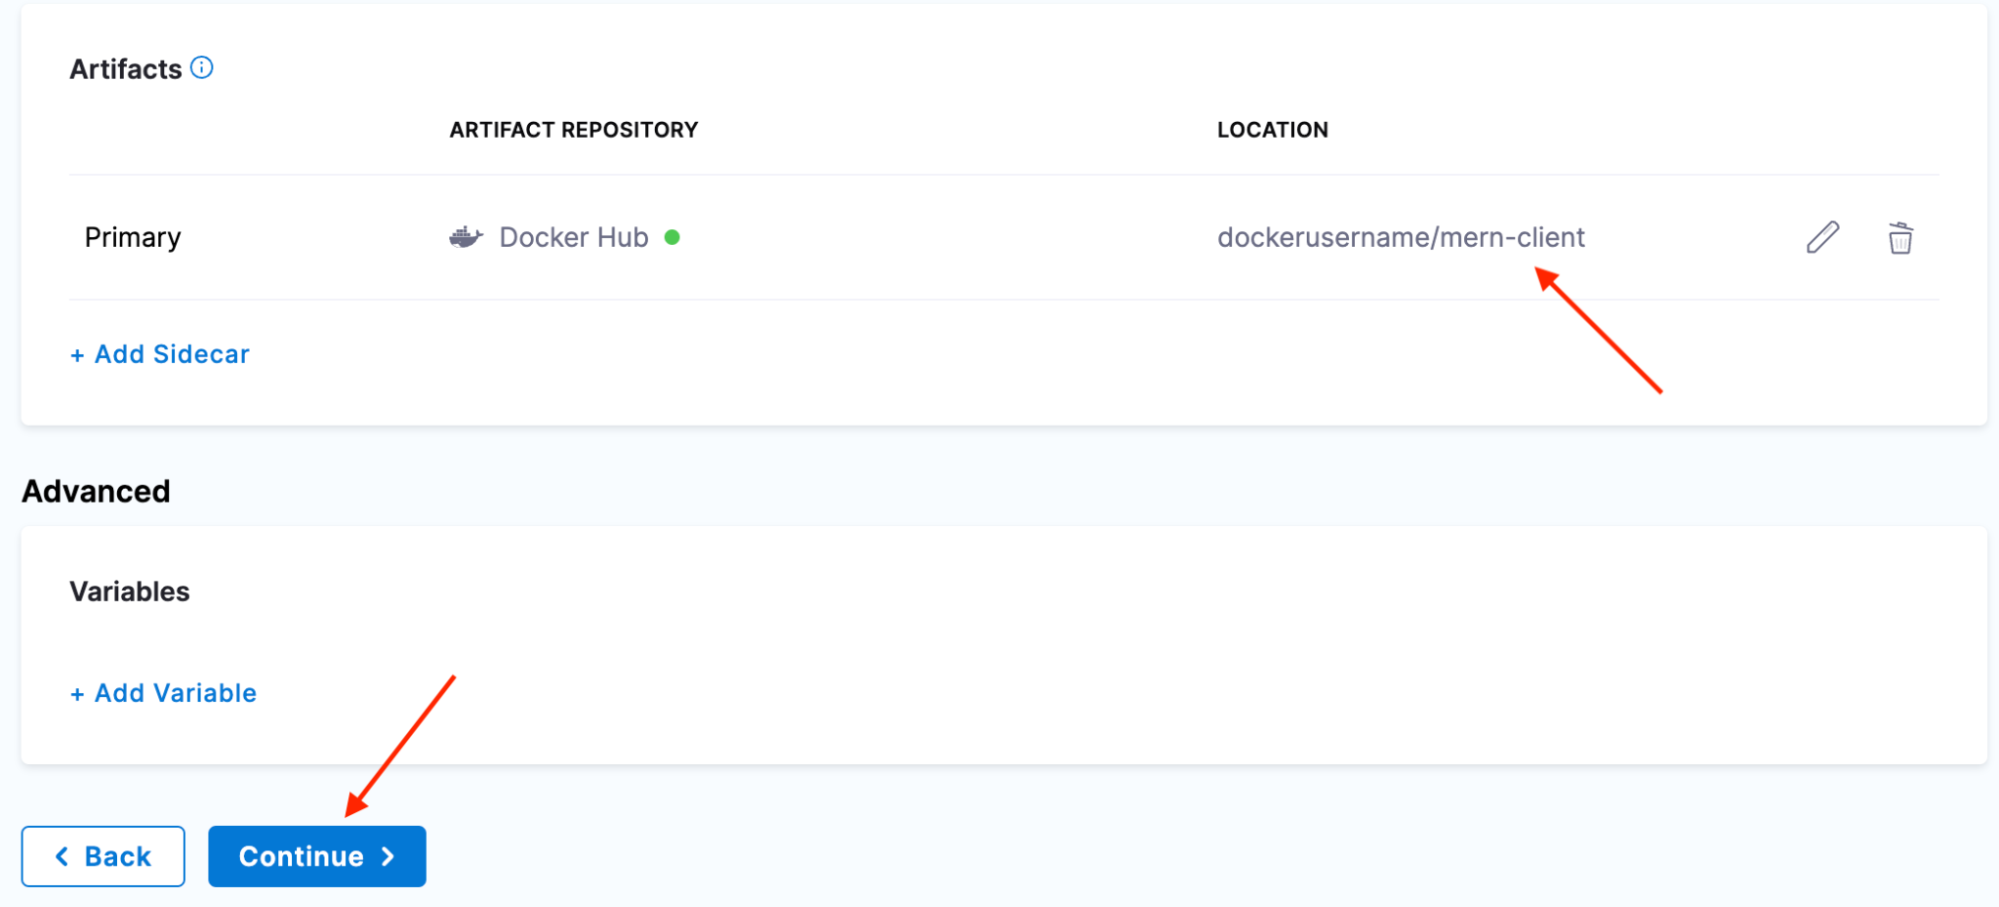 Artifacts
ARTIFACT REPOSITORY LOCATION
Primary Docker Hub dockerusername/mern-client
+ Add Sidecar
Advanced
Variables
+ Add Variable
Back Continue